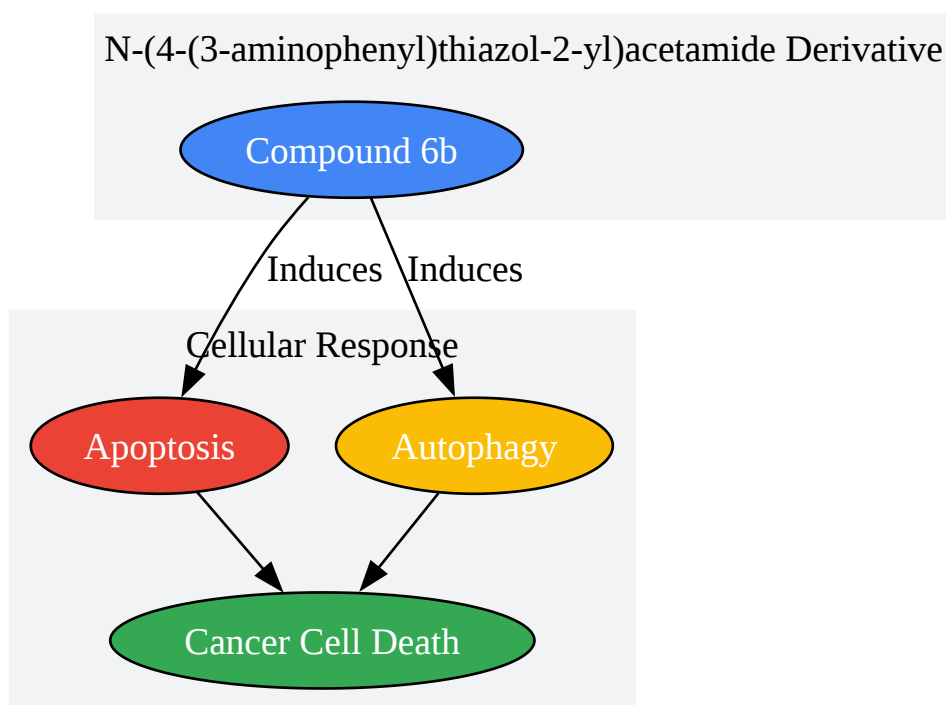 N-(4-(3-aminophenyl)thiazol-2-yl)acetamide Derivative
Compound 6b
Induces
Induces
Cellular Response
Apoptosis
Autophagy
Cancer Cell Death